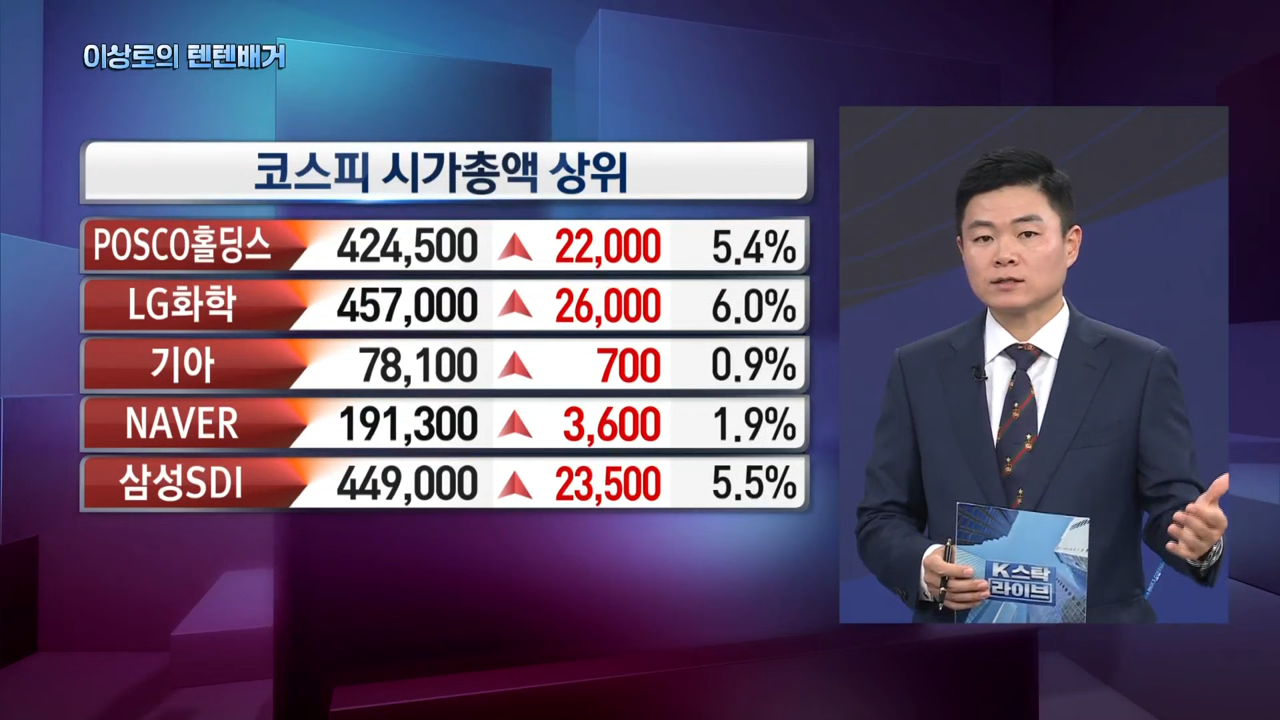 이상로의 텐텐배거
코스피 시가총액 상위
POSCO홀딩스 424,500 ▲ 22,000 5.4%
LG화학 457,000 ▲ 26,000 6.0%
기아 78,100 ▲ 700 0.9%
NAVER 191,300 ▲ 3,600 1.9%
삼성SDI 449,000 ▲ 23,500 5.5%
K스탁
라이브